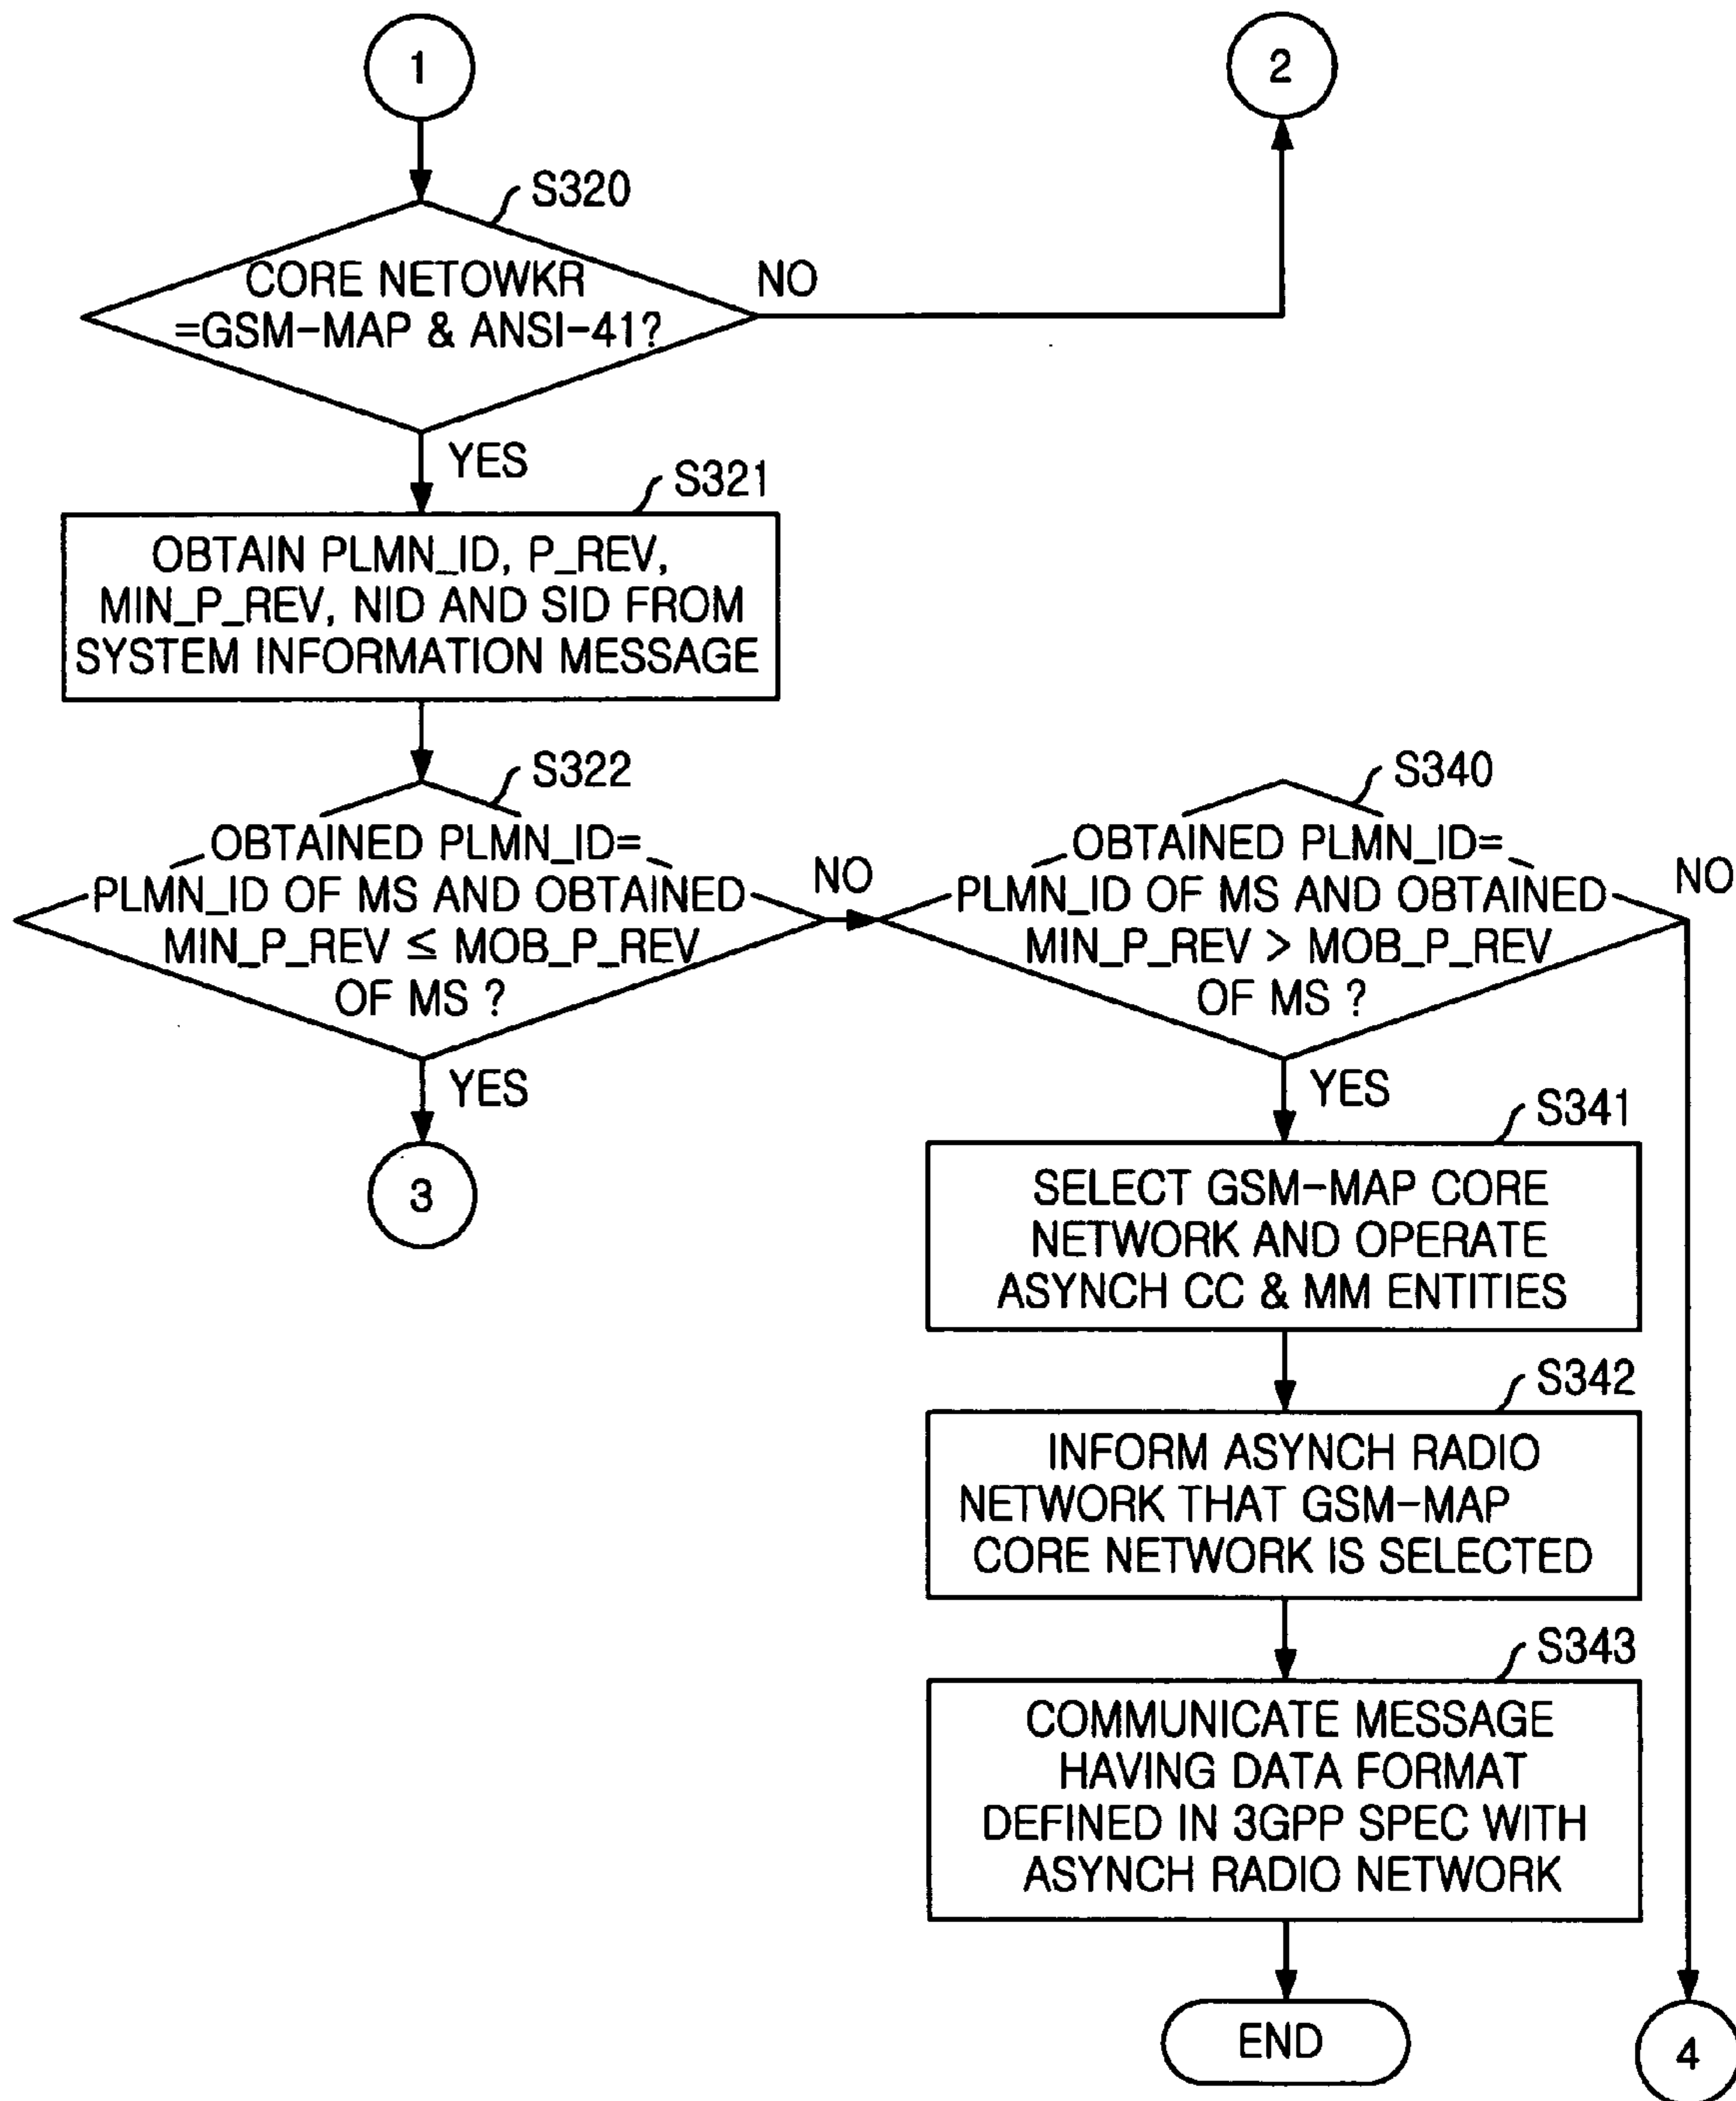 1
2
S320
CORE NETOWKR
=GSM-MAP & ANSI-41?
NO
YES
S321
OBTAIN PLMN_ID, P_REV,
MIN_P_REV, NID AND SID FROM
SYSTEM INFORMATION MESSAGE
S322
OBTAINED PLMN_ID=
PLMN_ID OF MS AND OBTAINED
MIN_P_REV ≤ MOB_P_REV
OF MS ?
NO
YES
3
S340
OBTAINED PLMN_ID=
PLMN_ID OF MS AND OBTAINED
MIN_P_REV > MOB_P_REV
OF MS ?
NO
YES
S341
SELECT GSM-MAP CORE
NETWORK AND OPERATE
ASYNCH CC & MM ENTITIES
S342
INFORM ASYNCH RADIO
NETWORK THAT GSM-MAP
CORE NETWORK IS SELECTED
S343
COMMUNICATE MESSAGE
HAVING DATA FORMAT
DEFINED IN 3GPP SPEC WITH
ASYNCH RADIO NETWORK
END
4